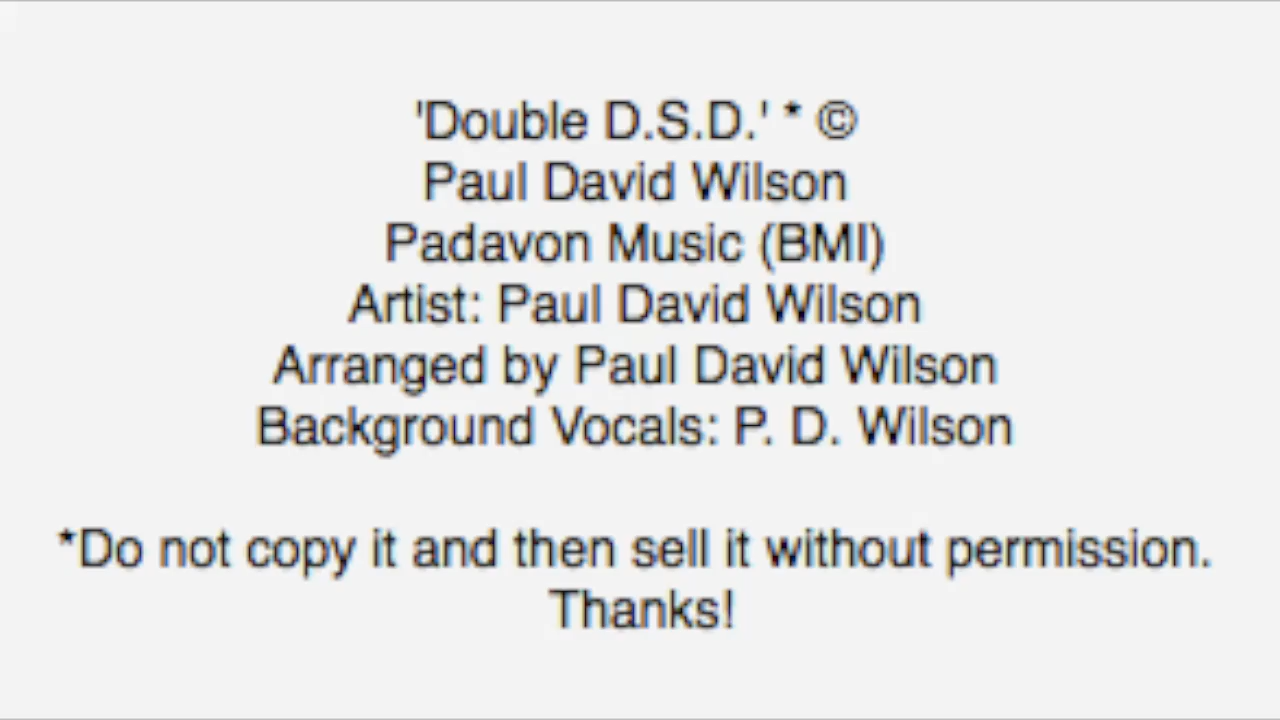 'Double D.S.D.' * ©
Paul David Wilson
Padavon Music (BMI)
Artist: Paul David Wilson
Arranged by Paul David Wilson
Background Vocals: P. D. Wilson
*Do not copy it and then sell it without permission.
Thanks!